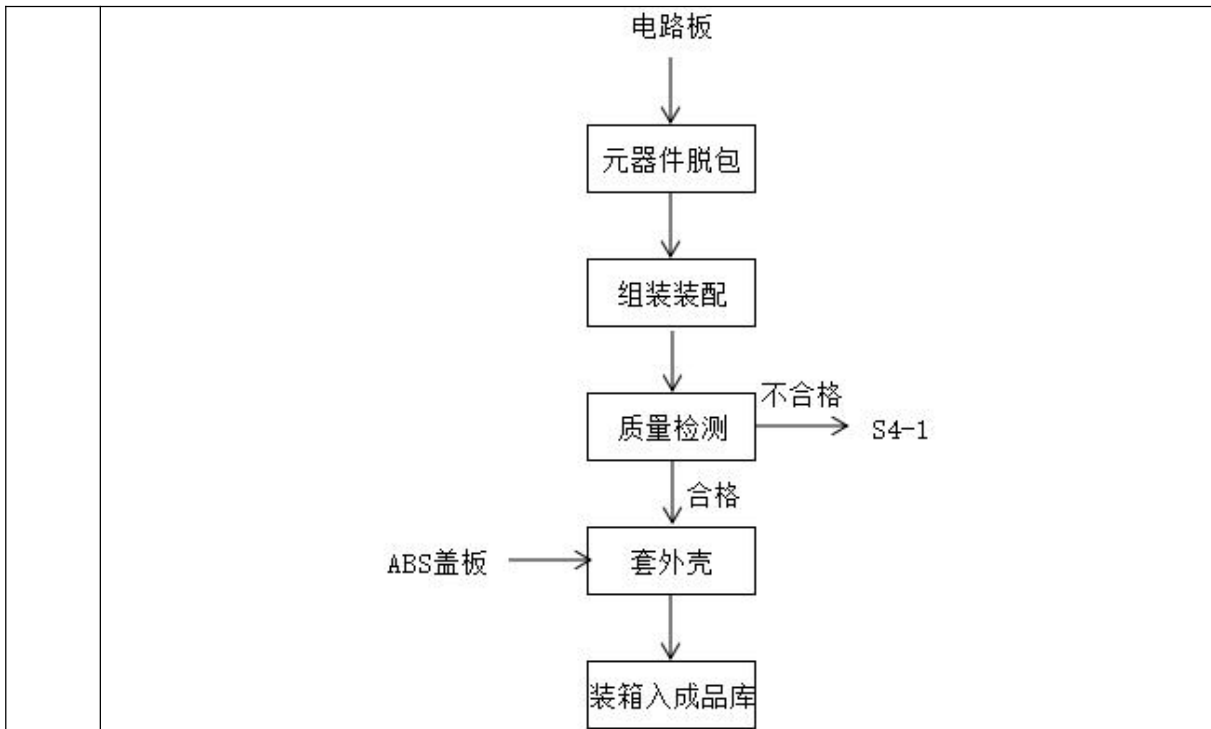 电路板
元器件脱包
组装装配
质量检测
不合格
S4-1
合格
ABS盖板
套外壳
装箱入成品库